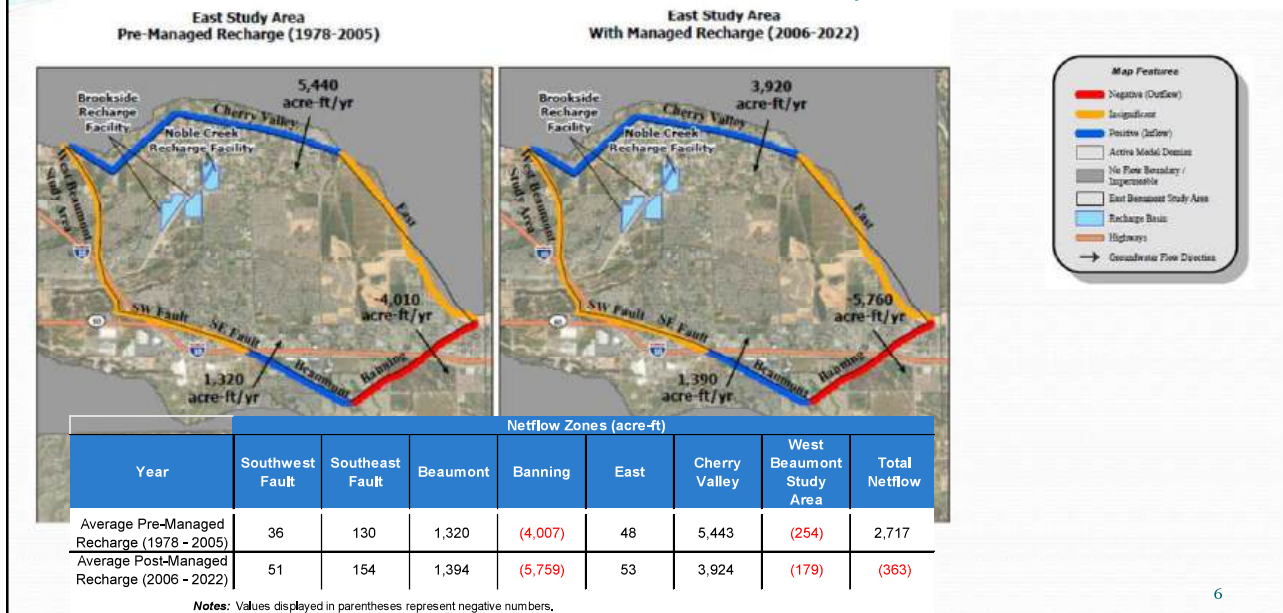 East Study Area
Pre-Managed Recharge (1978-2005)
East Study Area
With Managed Recharge (2006-2022)
5,440
acre-ft/yr
Brookside
Recharge
Facility
Cherry Valley
Noble Creek
Recharge Facility
West Beaumont
Study Area
East
-4,010
acre-ft/yr
SW Fault
SE Fault
Beaumont
Banning
1,320
acre-ft/yr
60
3,920
acre-ft/yr
Brookside
Recharge
Facility
Cherry Valley
Noble Creek
Recharge Facility
West Beaumont
Study Area
East
-5,760
acre-ft/yr
SW Fault
SE Fault
Beaumont
Banning
1,390
acre-ft/yr
60
Map Features
Negative (Outflow)
Insignificant
Positive (Inflow)
Active Model Domain
No Flow Boundary /
Impermeable
East Beaumont Study Area
Recharge Basin
Highways
Groundwater Flow Direction
Netflow Zones (acre-ft)
Year
Southwest
Fault
Southeast
Fault
Beaumont
Banning
East
Cherry
Valley
West
Beaumont
Study
Area
Total
Netflow
Average Pre-Managed
Recharge (1978 - 2005)
36
130
1,320
(4,007)
48
5,443
(254)
2,717
Average Post-Managed
Recharge (2006 - 2022)
51
154
1,394
(5,759)
53
3,924
(179)
(363)
Notes: Values displayed in parentheses represent negative numbers.
6